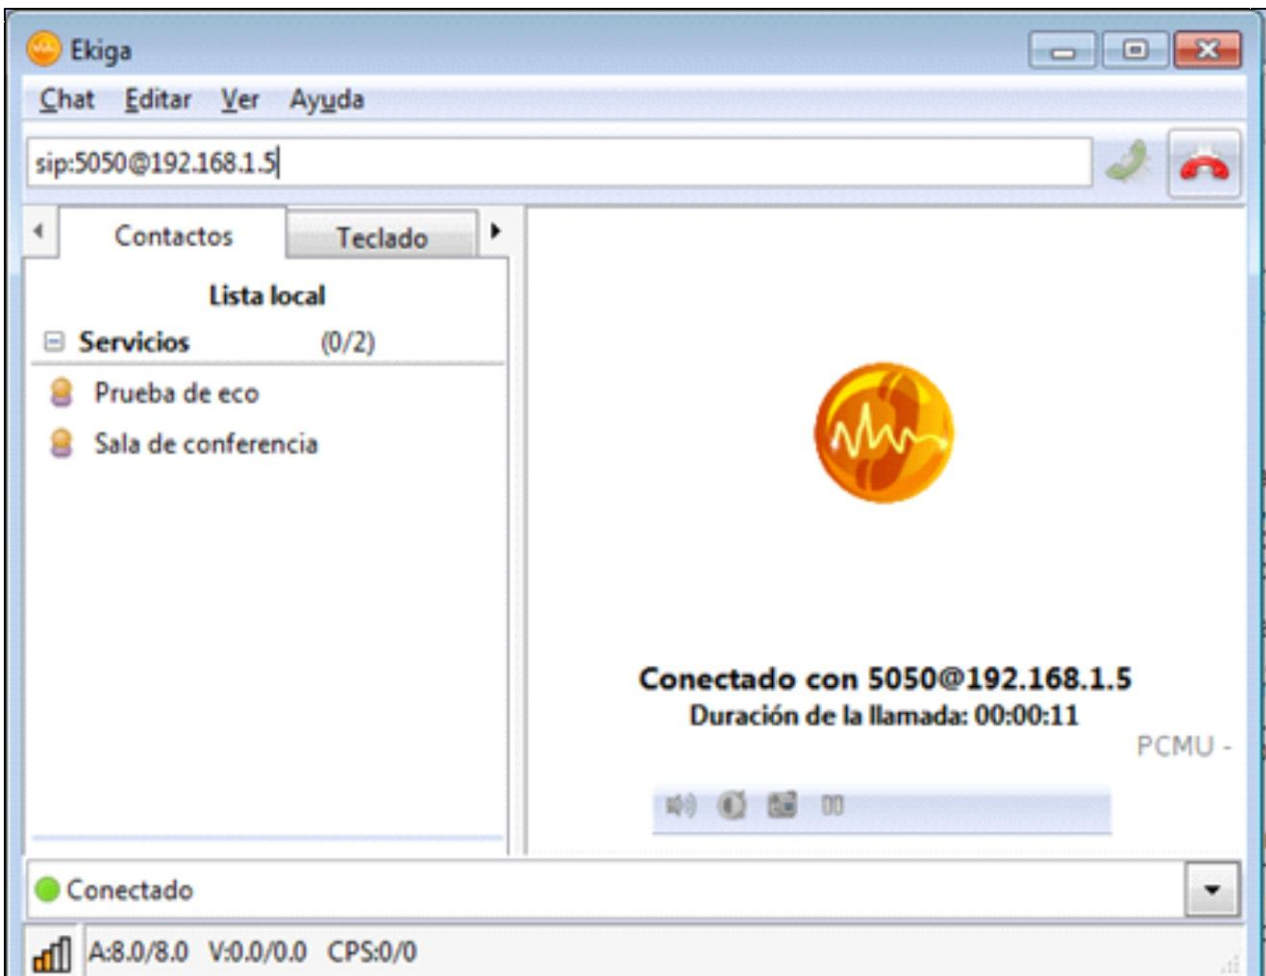 Ekiga
Chat Editar Ver Ayuda
sip:5050@192.168.1.5
Contactos Teclado
Lista local
Servicios (0/2)
Prueba de eco
Sala de conferencia
Conectado con 5050@192.168.1.5
Duración de la llamada: 00:00:11
PCMU -
Conectado
A:8.0/8.0 V:0.0/0.0 CPS:0/0